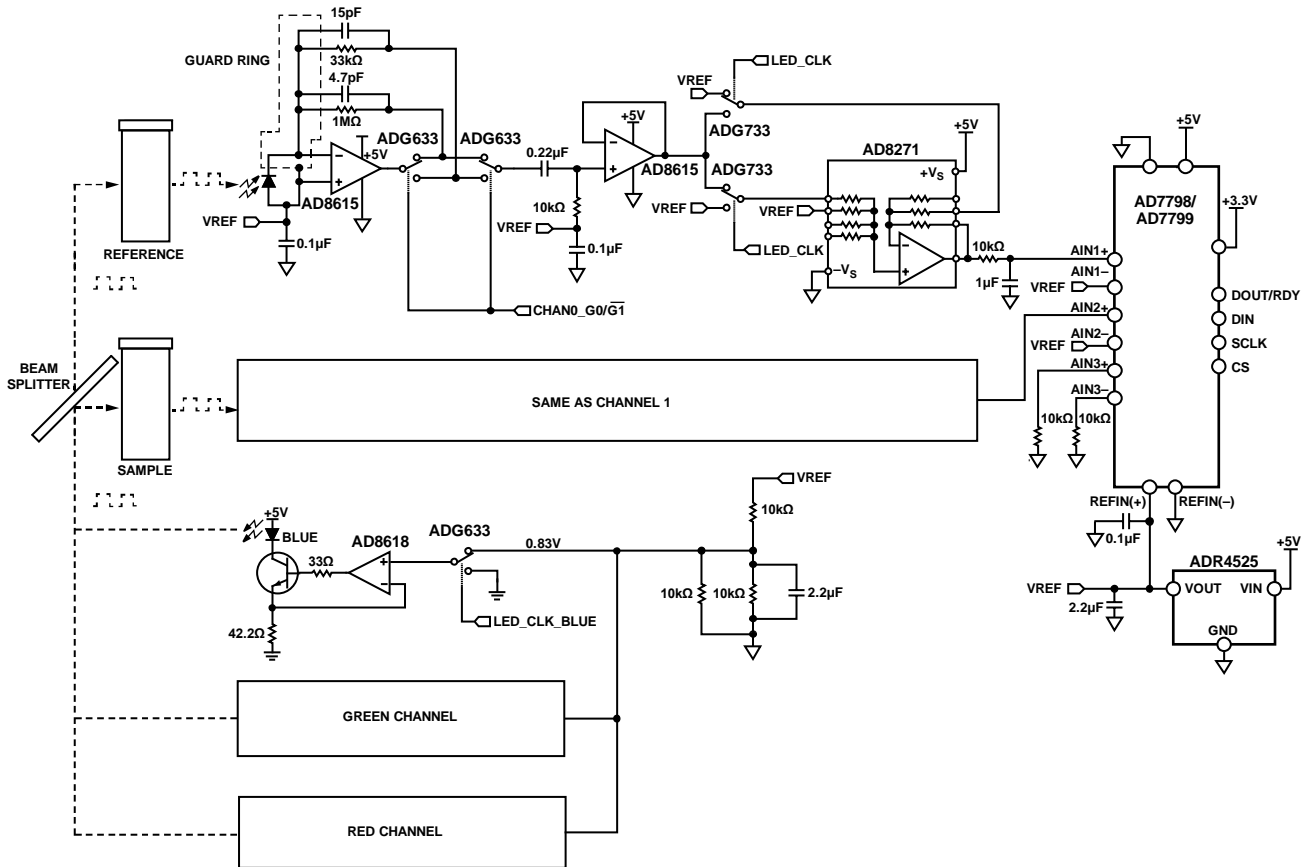 15pF
33kΩ
GUARD RING
4.7pF
1MΩ
+5V
AD8615
VREF
0.1µF
REFERENCE
ADG633
ADG633
0.22µF
10kΩ
VREF
0.1µF
+5V
AD8615
CHAN0_G0/G1
VREF
LED_CLK
ADG733
ADG733
VREF
LED_CLK
AD8271
+5V
+VS
VREF
–VS
10kΩ
1µF
+5V
AD7798/
AD7799
+3.3V
AIN1+
AIN1–
VREF
AIN2+
AIN2–
VREF
AIN3+
AIN3–
10kΩ
10kΩ
DOUT/RDY
DIN
SCLK
CS
REFIN(+)
REFIN(–)
0.1µF
+5V
ADR4525
VREF
VOUT
VIN
2.2µF
GND
BEAM
SPLITTER
SAMPLE
SAME AS CHANNEL 1
+5V
BLUE
33Ω
AD8618
ADG633
0.83V
42.2Ω
LED_CLK_BLUE
VREF
10kΩ
10kΩ
10kΩ
2.2µF
GREEN CHANNEL
RED CHANNEL